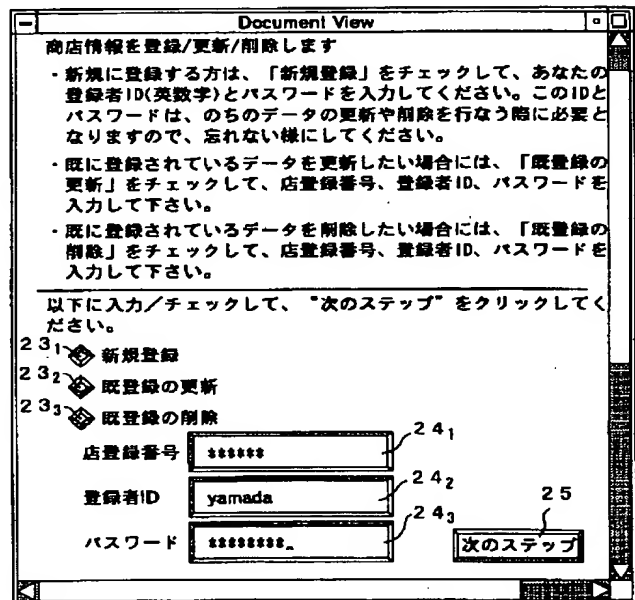 Document View
商店情報を登録/更新/削除します
・新規に登録する方は、「新規登録」をチェックして、あなたの
登録者ID(英数字)とパスワードを入力してください。このIDと
パスワードは、のちのデータの更新や削除を行なう際に必要と
なりますので、忘れない様にしてください。
・既に登録されているデータを更新したい場合には、「既登録の
更新」をチェックして、店登録番号、登録者ID、パスワードを
入力して下さい。
・既に登録されているデータを削除したい場合には、「既登録の
削除」をチェックして、店登録番号、登録者ID、パスワードを
入力して下さい。
以下に入力/チェックして、"次のステップ"をクリックしてく
ださい。
23₁ 新規登録
23₂ 既登録の更新
23₃ 既登録の削除
店登録番号 ****** 24₁
登録者ID yamada 24₂
パスワード ********_ 24₃
25
次のステップ